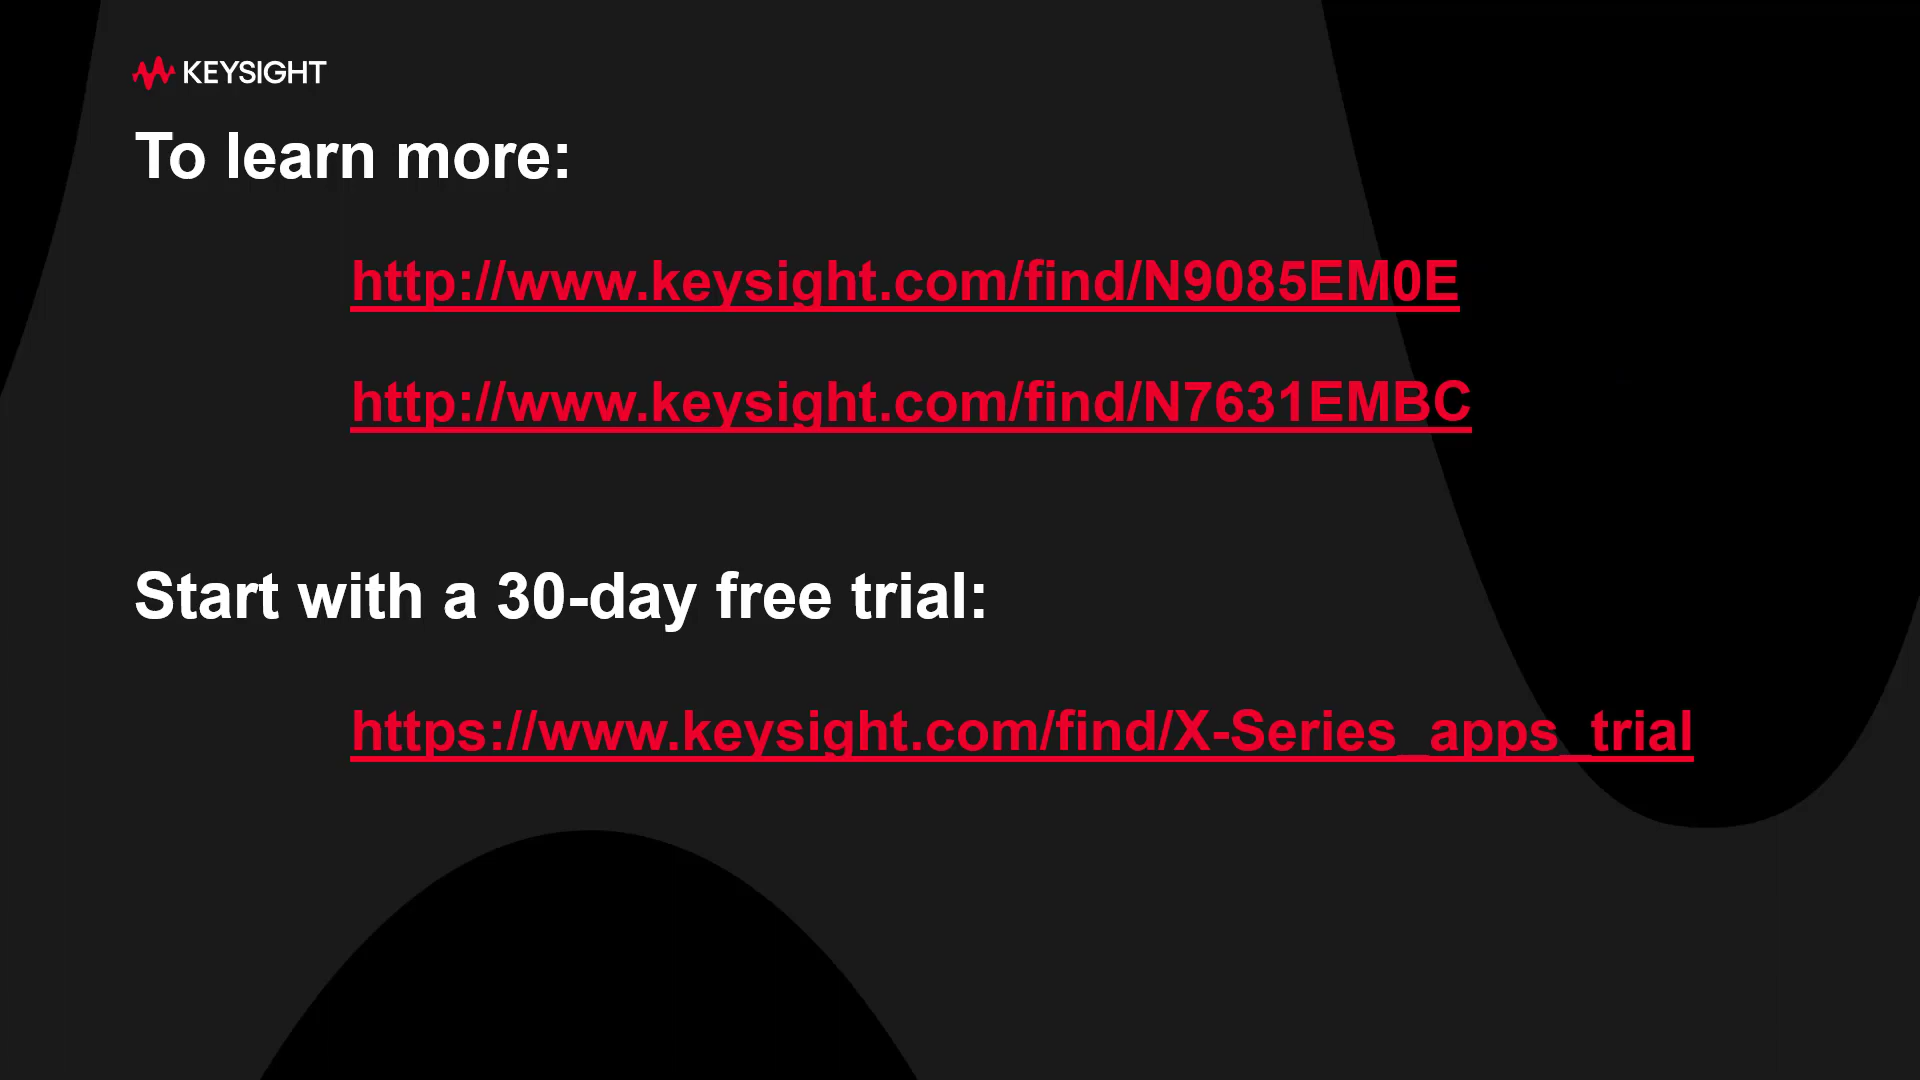 KEYSIGHT
To learn more:
http://www.keysight.com/find/N9085EM0E
http://www.keysight.com/find/N7631EMBC
Start with a 30-day free trial:
https://www.keysight.com/find/X-Series_apps_trial